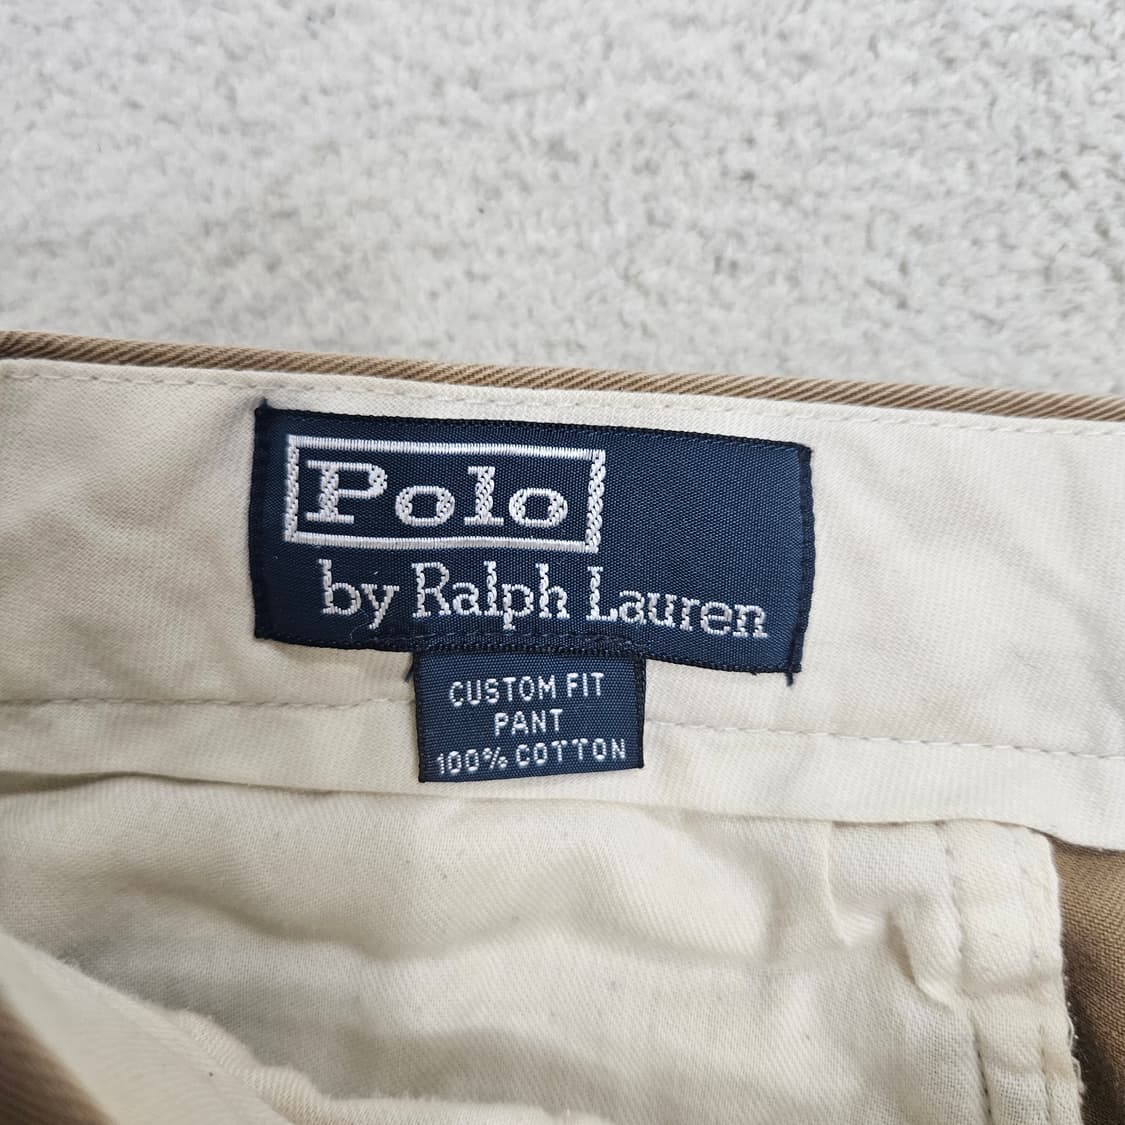 Polo
by Ralph Lauren
CUSTOM FIT
PANT
100% COTTON